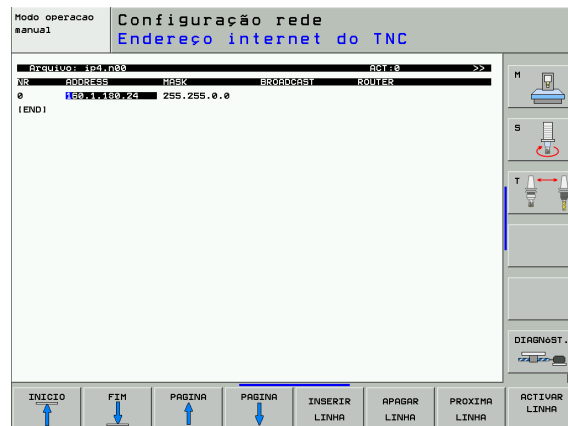 Modo operacao
manual
Configuração rede
Endereço internet do TNC
Arquivo: ip4.n00 ACT:0 >>
NR ADDRESS MASK BROADCAST ROUTER
0 160.1.180.24 255.255.0.0
[END]
M
S
T
DIAGNÓST.
INICIO
FIM
PAGINA
PAGINA
INSERIR
LINHA
APAGAR
LINHA
PROXIMA
LINHA
ACTIVAR
LINHA